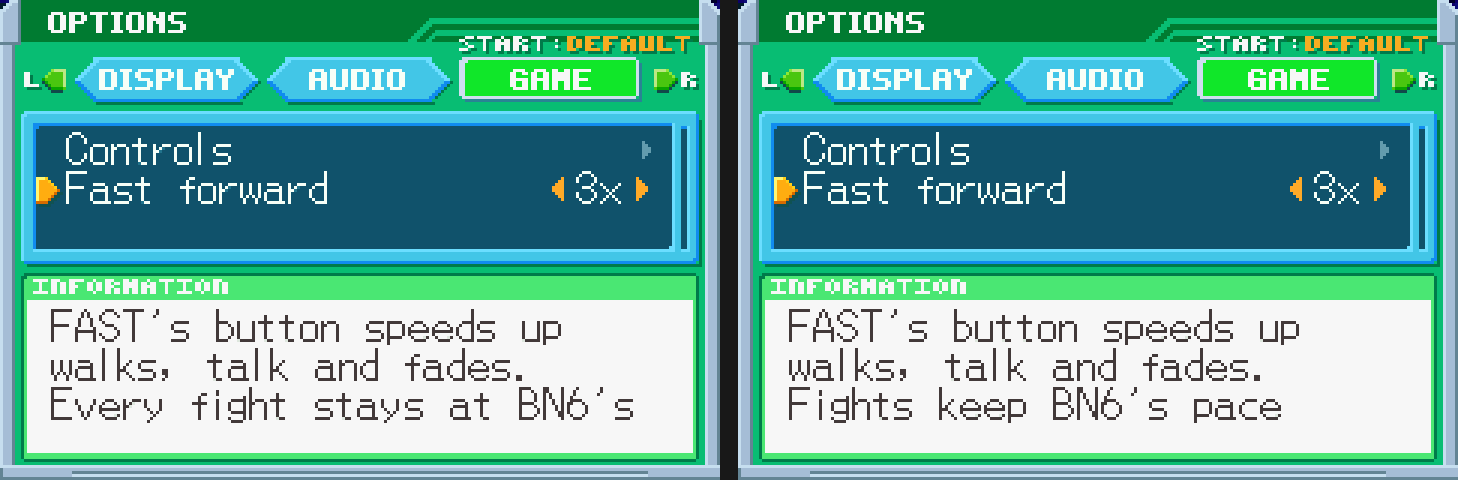 OPTIONS
START:DEFAULT
L DISPLAY AUDIO GAME R
Controls
Fast forward 3x
INFORMATION
FAST's button speeds up
walks, talk and fades.
Every fight stays at BN6's
OPTIONS
START:DEFAULT
L DISPLAY AUDIO GAME R
Controls
Fast forward 3x
INFORMATION
FAST's button speeds up
walks, talk and fades.
Fights keep BN6's pace